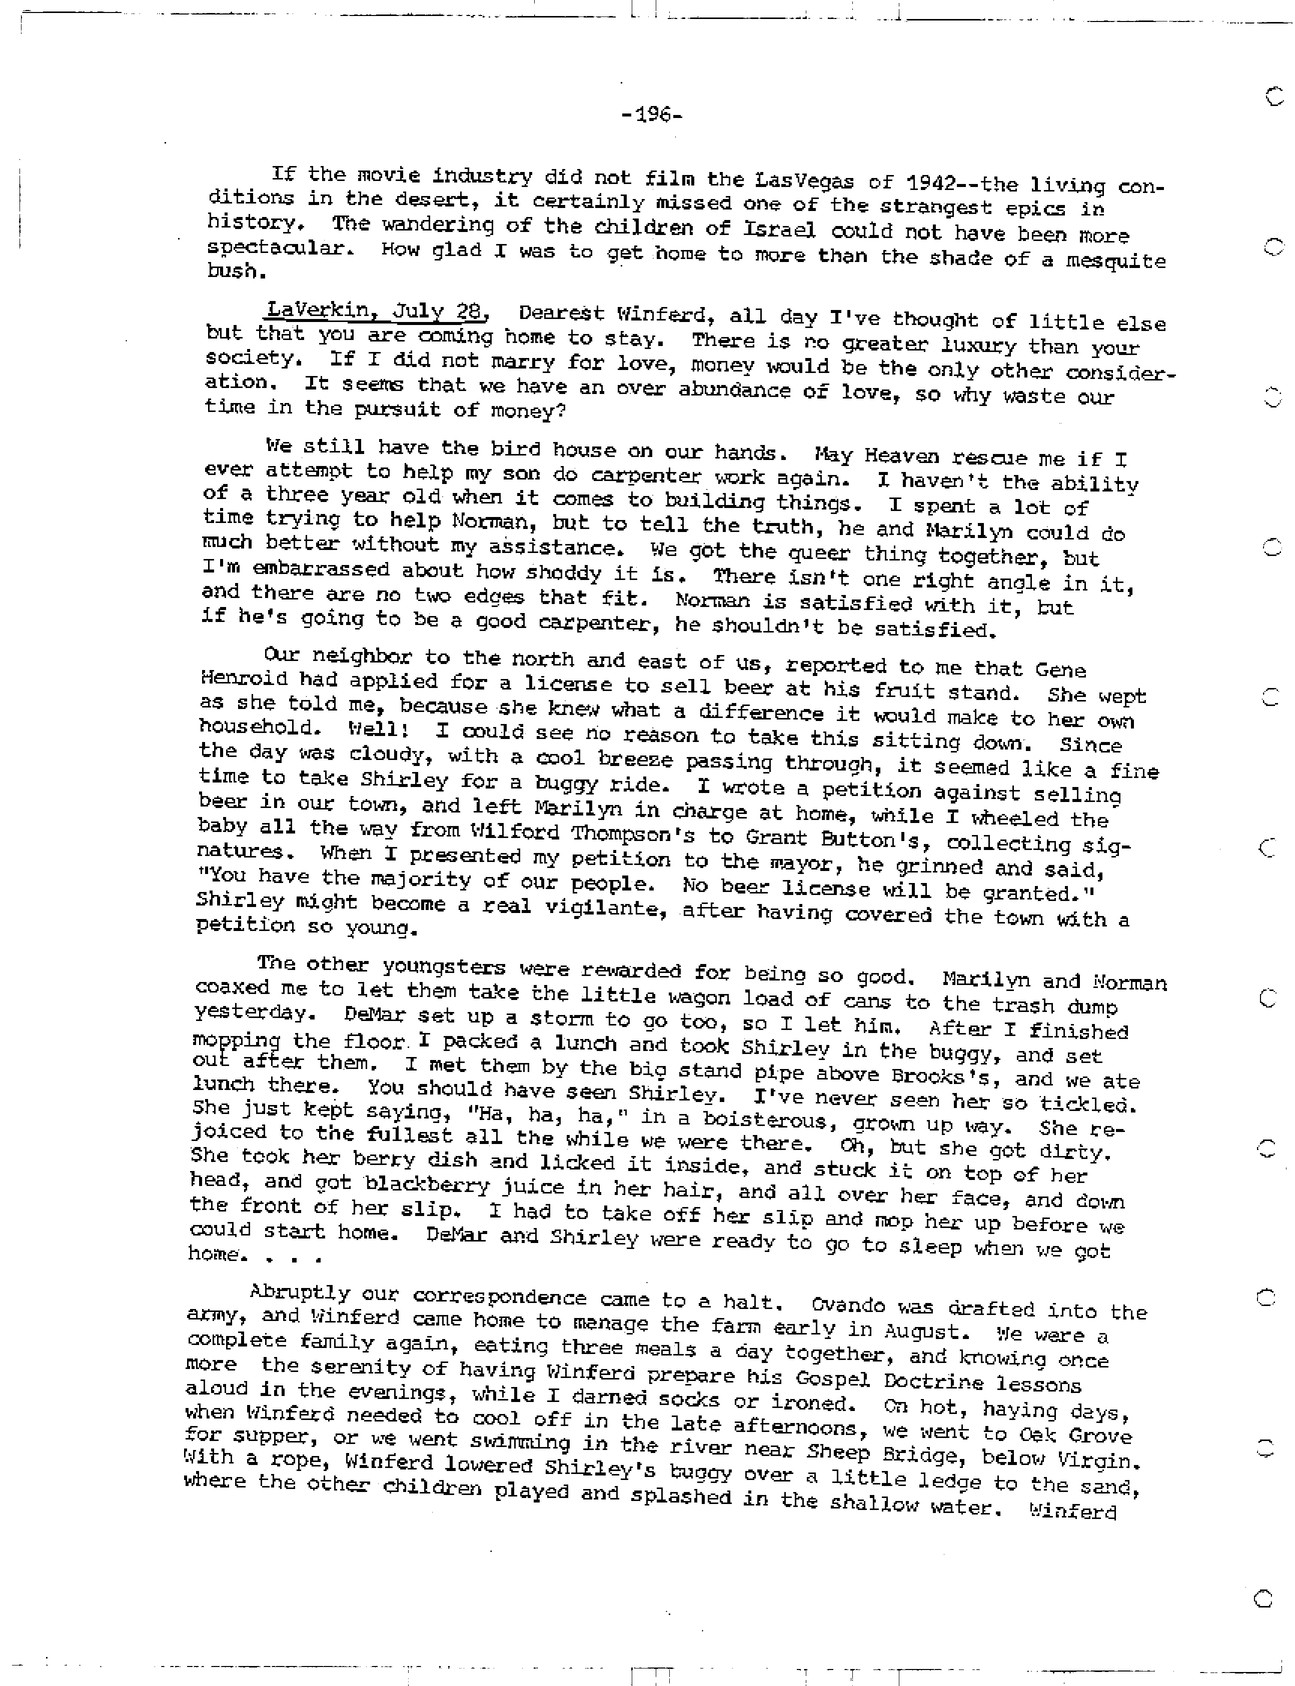 -196-
If the movie industry did not film the LasVegas of 1942--the living con-
ditions in the desert, it certainly missed one of the strangest epics in
history. The wandering of the children of Israel could not have been more
spectacular. How glad I was to get home to more than the shade of a mesquite
bush.
LaVerkin, July 28, Dearest Winferd, all day I've thought of little else
but that you are coming home to stay. There is no greater luxury than your
society. If I did not marry for love, money would be the only other consider-
ation. It seems that we have an over abundance of love, so why waste our
time in the pursuit of money?
We still have the bird house on our hands. May Heaven rescue me if I
ever attempt to help my son do carpenter work again. I haven't the ability
of a three year old when it comes to building things. I spent a lot of
time trying to help Norman, but to tell the truth, he and Marilyn could do
much better without my assistance. We got the queer thing together, but
I'm embarrassed about how shoddy it is. There isn't one right angle in it,
and there are no two edges that fit. Norman is satisfied with it, but
if he's going to be a good carpenter, he shouldn't be satisfied.
Our neighbor to the north and east of us, reported to me that Gene
Henroid had applied for a license to sell beer at his fruit stand. She wept
as she told me, because she knew what a difference it would make to her own
household. Well! I could see no reason to take this sitting down. Since
the day was cloudy, with a cool breeze passing through, it seemed like a fine
time to take Shirley for a buggy ride. I wrote a petition against selling
beer in our town, and left Marilyn in charge at home, while I wheeled the
baby all the way from Wilford Thompson's to Grant Button's, collecting sig-
natures. When I presented my petition to the mayor, he grinned and said,
"You have the majority of our people. No beer license will be granted."
Shirley might become a real vigilante, after having covered the town with a
petition so young.
The other youngsters were rewarded for being so good. Marilyn and Norman
coaxed me to let them take the little wagon load of cans to the trash dump
yesterday. DeMar set up a storm to go too, so I let him. After I finished
mopping the floor I packed a lunch and took Shirley in the buggy, and set
out after them. I met them by the big stand pipe above Brooks's, and we ate
lunch there. You should have seen Shirley. I've never seen her so tickled.
She just kept saying, "Ha, ha, ha," in a boisterous, grown up way. She re-
joiced to the fullest all the while we were there. Oh, but she got dirty.
She took her berry dish and licked it inside, and stuck it on top of her
head, and got blackberry juice in her hair, and all over her face, and down
the front of her slip. I had to take off her slip and mop her up before we
could start home. DeMar and Shirley were ready to go to sleep when we got
home. . . .
Abruptly our correspondence came to a halt. Ovando was drafted into the
army, and Winferd came home to manage the farm early in August. We were a
complete family again, eating three meals a day together, and knowing once
more the serenity of having Winferd prepare his Gospel Doctrine lessons
aloud in the evenings, while I darned socks or ironed. On hot, haying days,
when Winferd needed to cool off in the late afternoons, we went to Oak Grove
for supper, or we went swimming in the river near Sheep Bridge, below Virgin.
With a rope, Winferd lowered Shirley's buggy over a little ledge to the sand,
where the other children played and splashed in the shallow water. Winferd